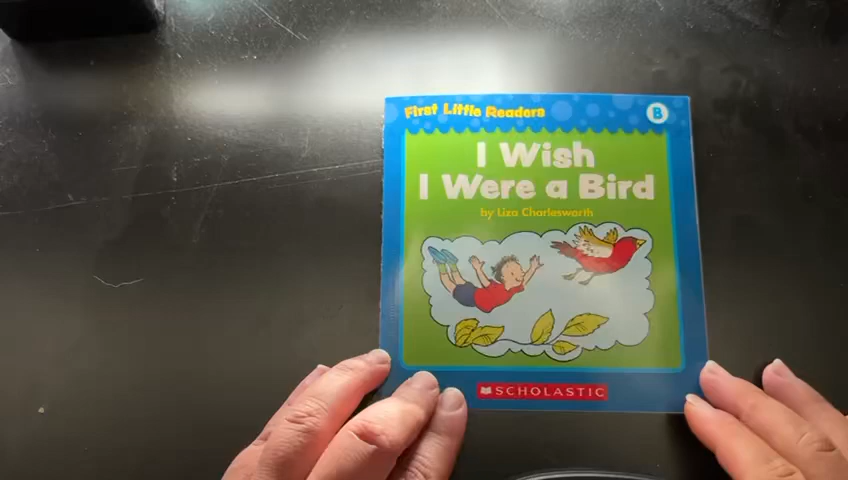 First Little Readers
B
I Wish
I Were a Bird
by Liza Charlesworth
SCHOLASTIC